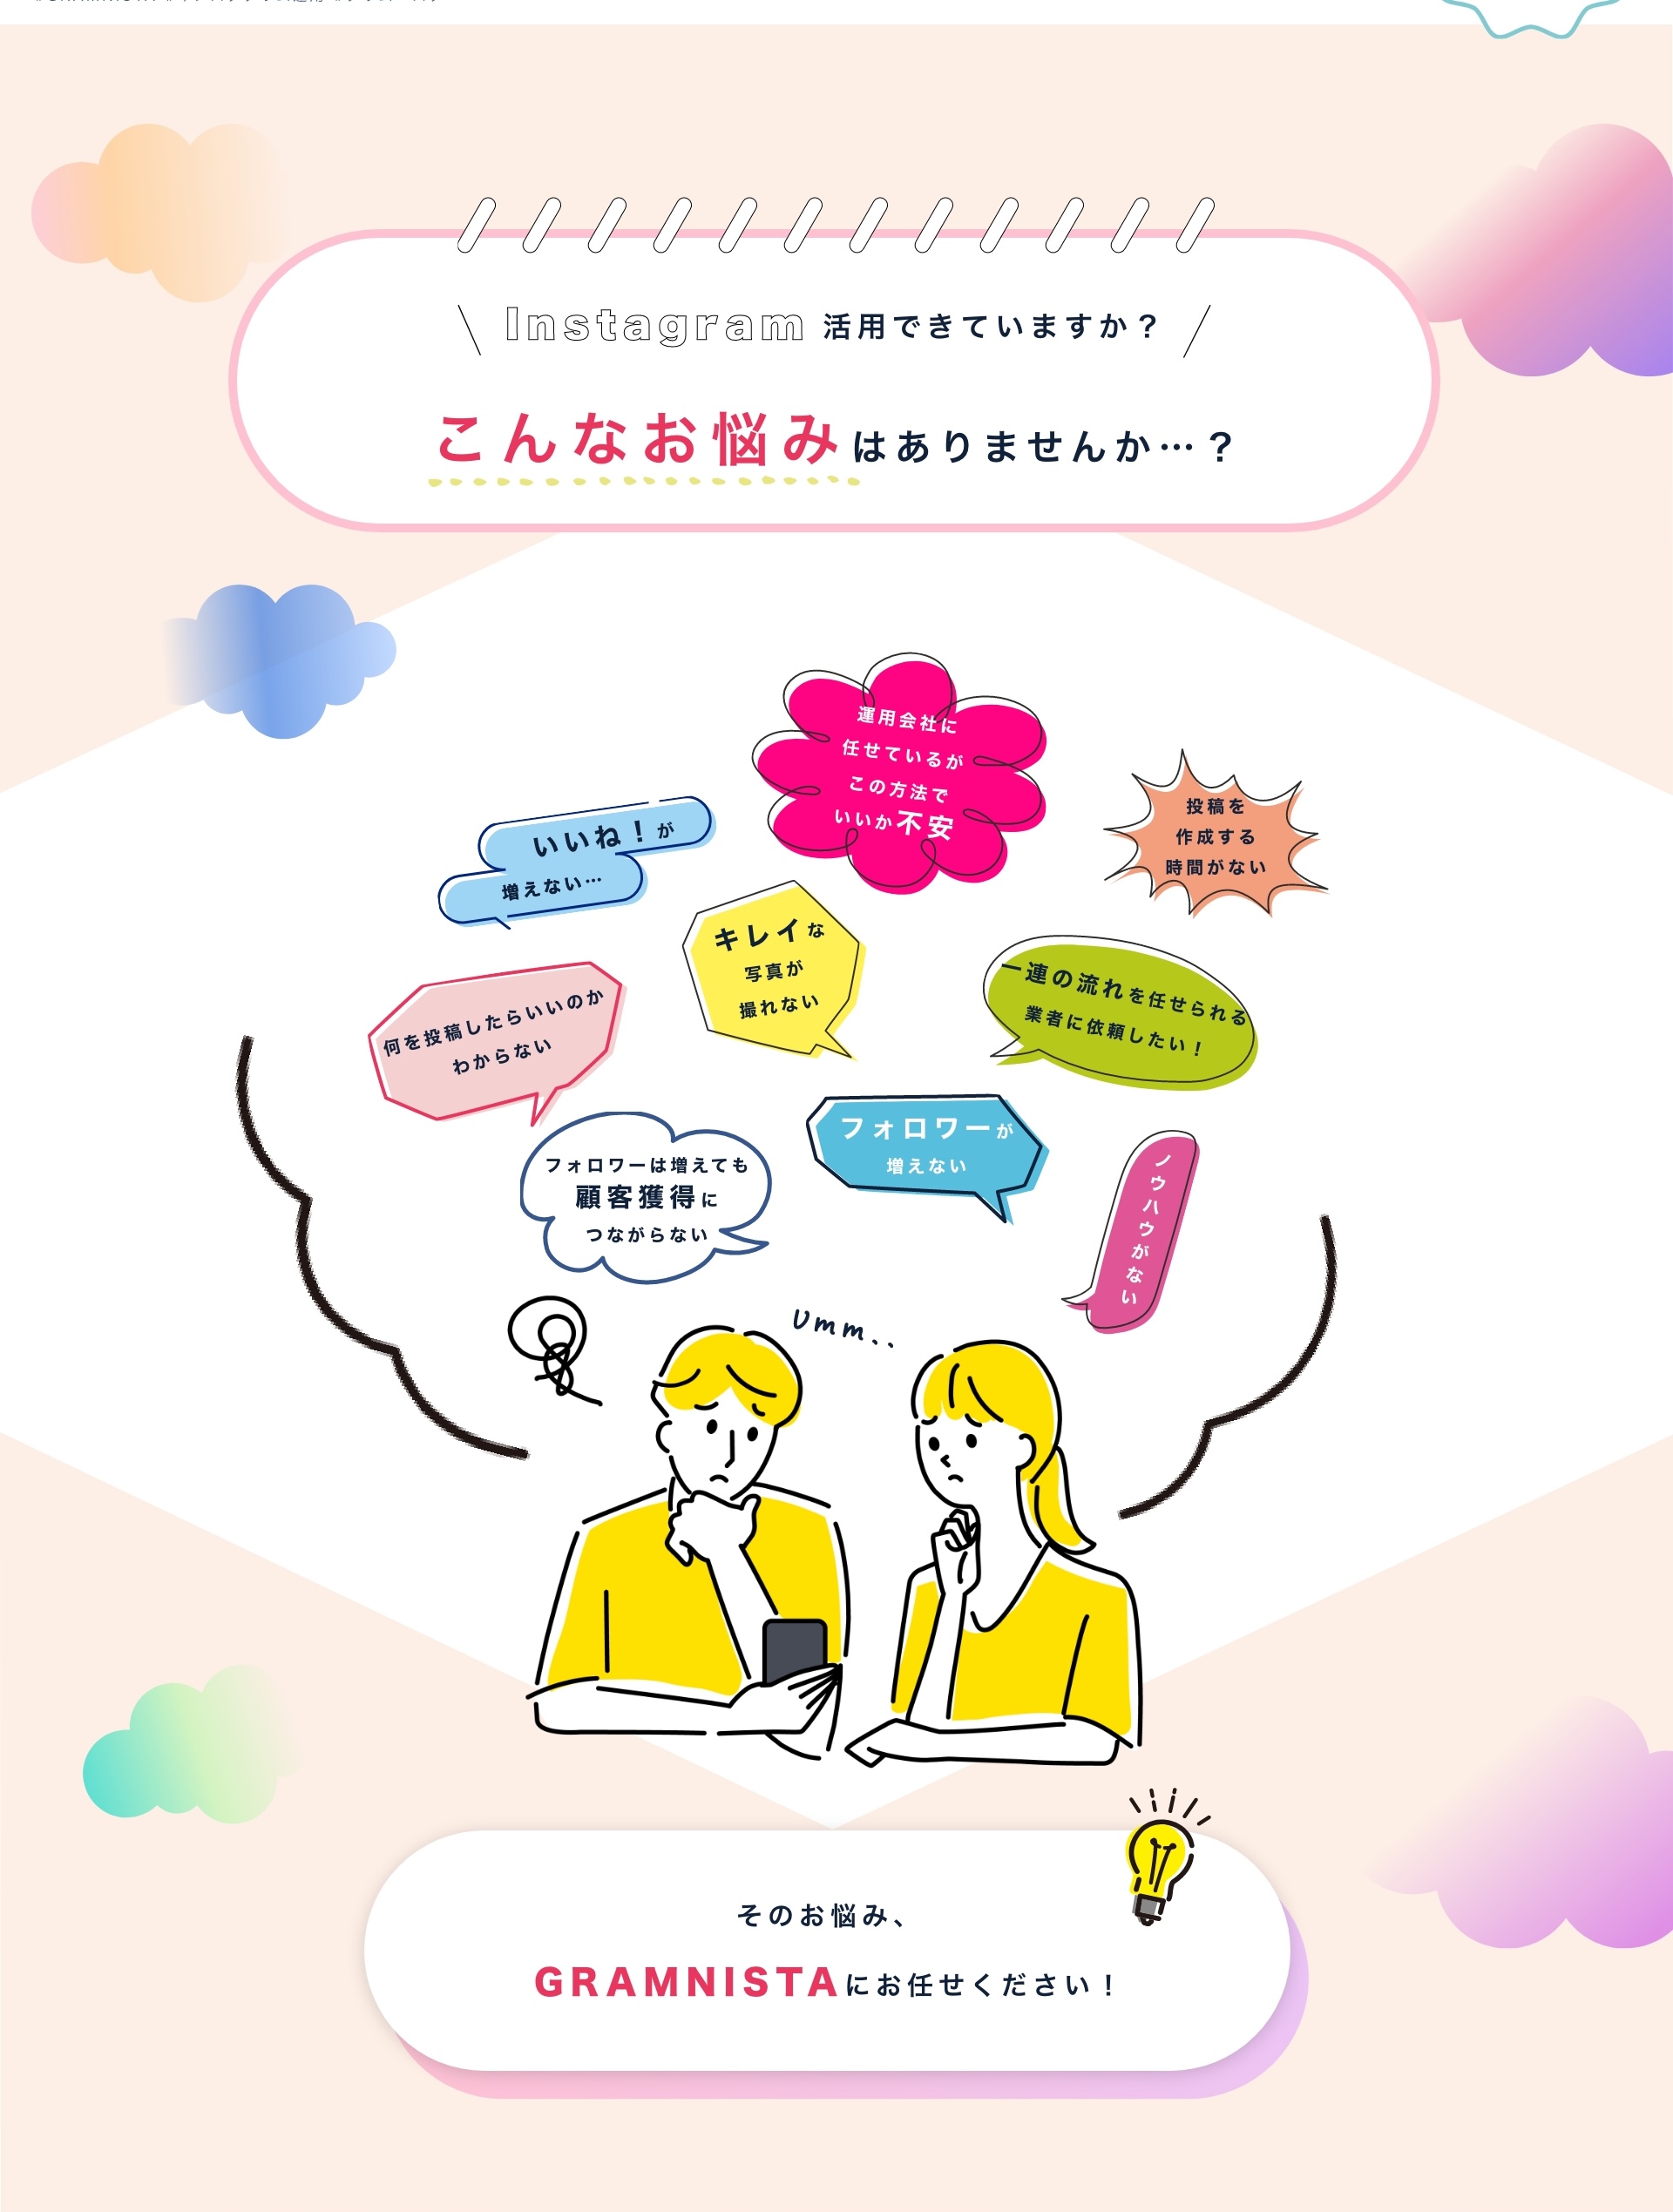 Instagram 活用できていますか？
こんなお悩みはありませんか…？
運用会社に
任せているが
この方法で
いいか不安
投稿を
作成する
時間がない
いいね！が
増えない…
キレイな
写真が
撮れない
一連の流れを任せられる
業者に依頼したい！
何を投稿したらいいのか
わからない
フォロワーが
増えない
フォロワーは増えても
顧客獲得に
つながらない
ノウハウがない
Umm..
そのお悩み、
GRAMNISTAにお任せください！